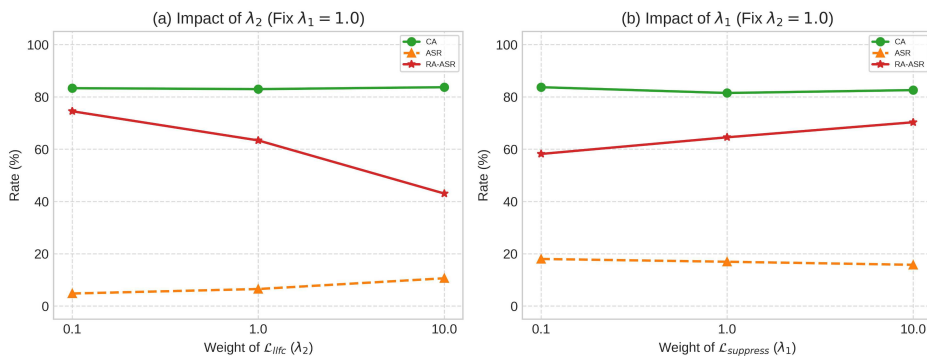 (a) Impact of λ₂ (Fix λ₁ = 1.0)
100
80
60
40
20
0
Rate (%)
CA
ASR
RA-ASR
0.1
1.0
10.0
Weight of ℒ_llfc (λ₂)
(b) Impact of λ₁ (Fix λ₂ = 1.0)
100
80
60
40
20
0
Rate (%)
CA
ASR
RA-ASR
0.1
1.0
10.0
Weight of ℒ_suppress (λ₁)